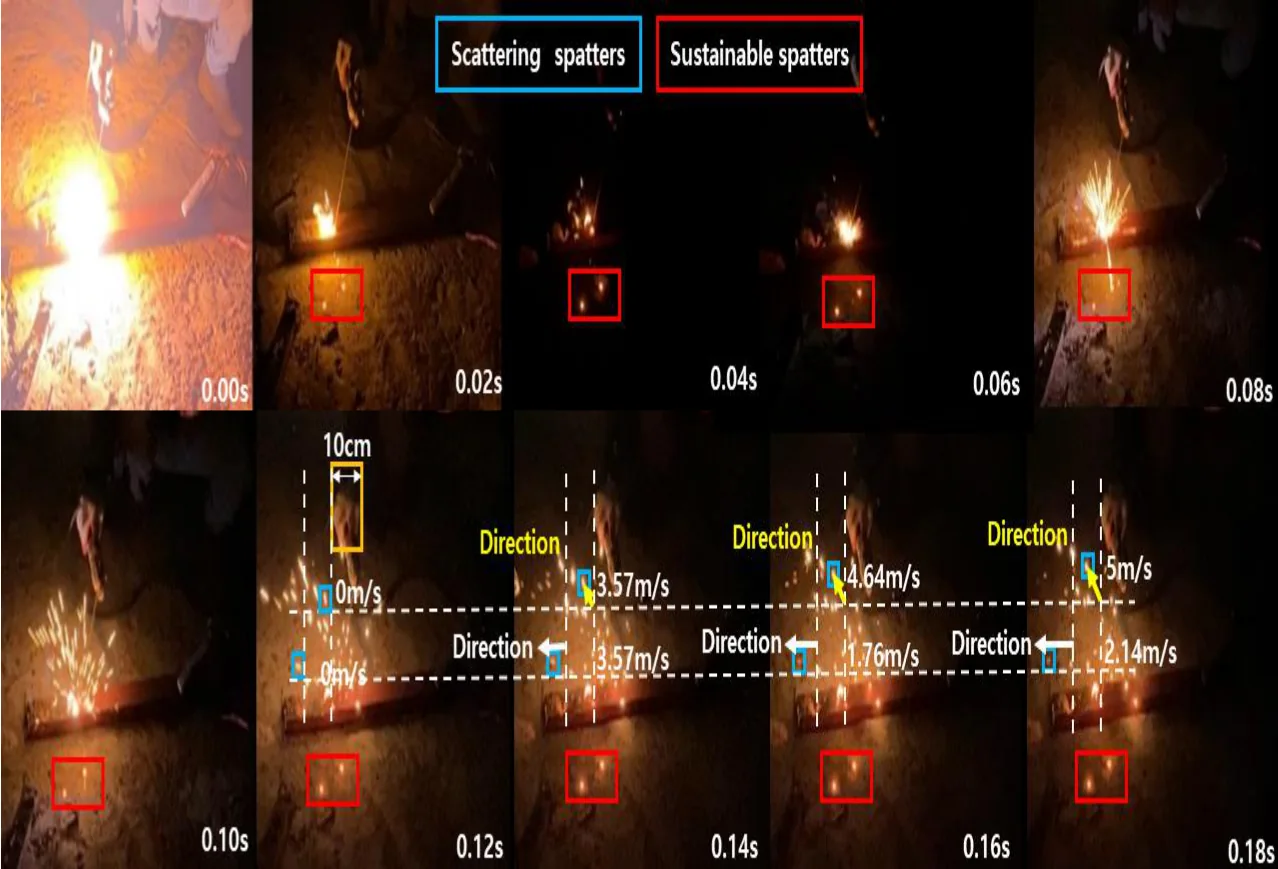 Scattering spatters
Sustainable spatters
0.00s
0.02s
0.04s
0.06s
0.08s
10cm
Direction
Direction
Direction
0m/s
3.57m/s
4.64m/s
5m/s
Direction
Direction
Direction
0m/s
3.57m/s
1.76m/s
2.14m/s
0.10s
0.12s
0.14s
0.16s
0.18s